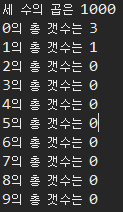 세 수의 곱은 1000
0의 총 갯수는 3
1의 총 갯수는 1
2의 총 갯수는 0
3의 총 갯수는 0
4의 총 갯수는 0
5의 총 갯수는 0
6의 총 갯수는 0
7의 총 갯수는 0
8의 총 갯수는 0
9의 총 갯수는 0